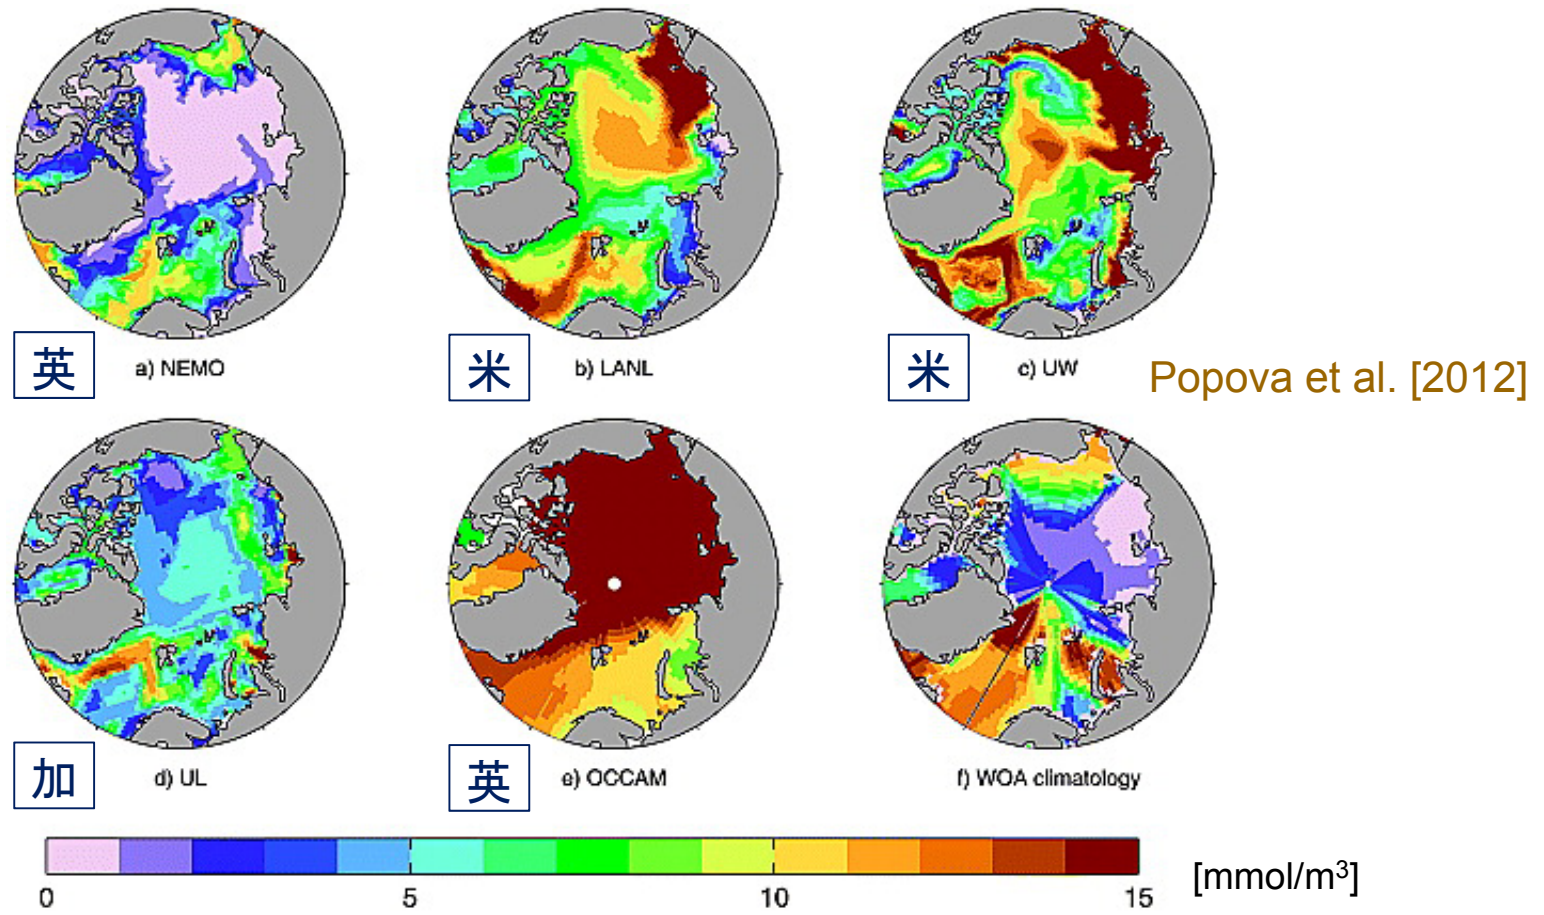 英
a) NEMO
米
b) LANL
米
c) UW
Popova et al. [2012]
加
d) UL
英
e) OCCAM
f) WOA climatology
0
5
10
15
[mmol/m³]